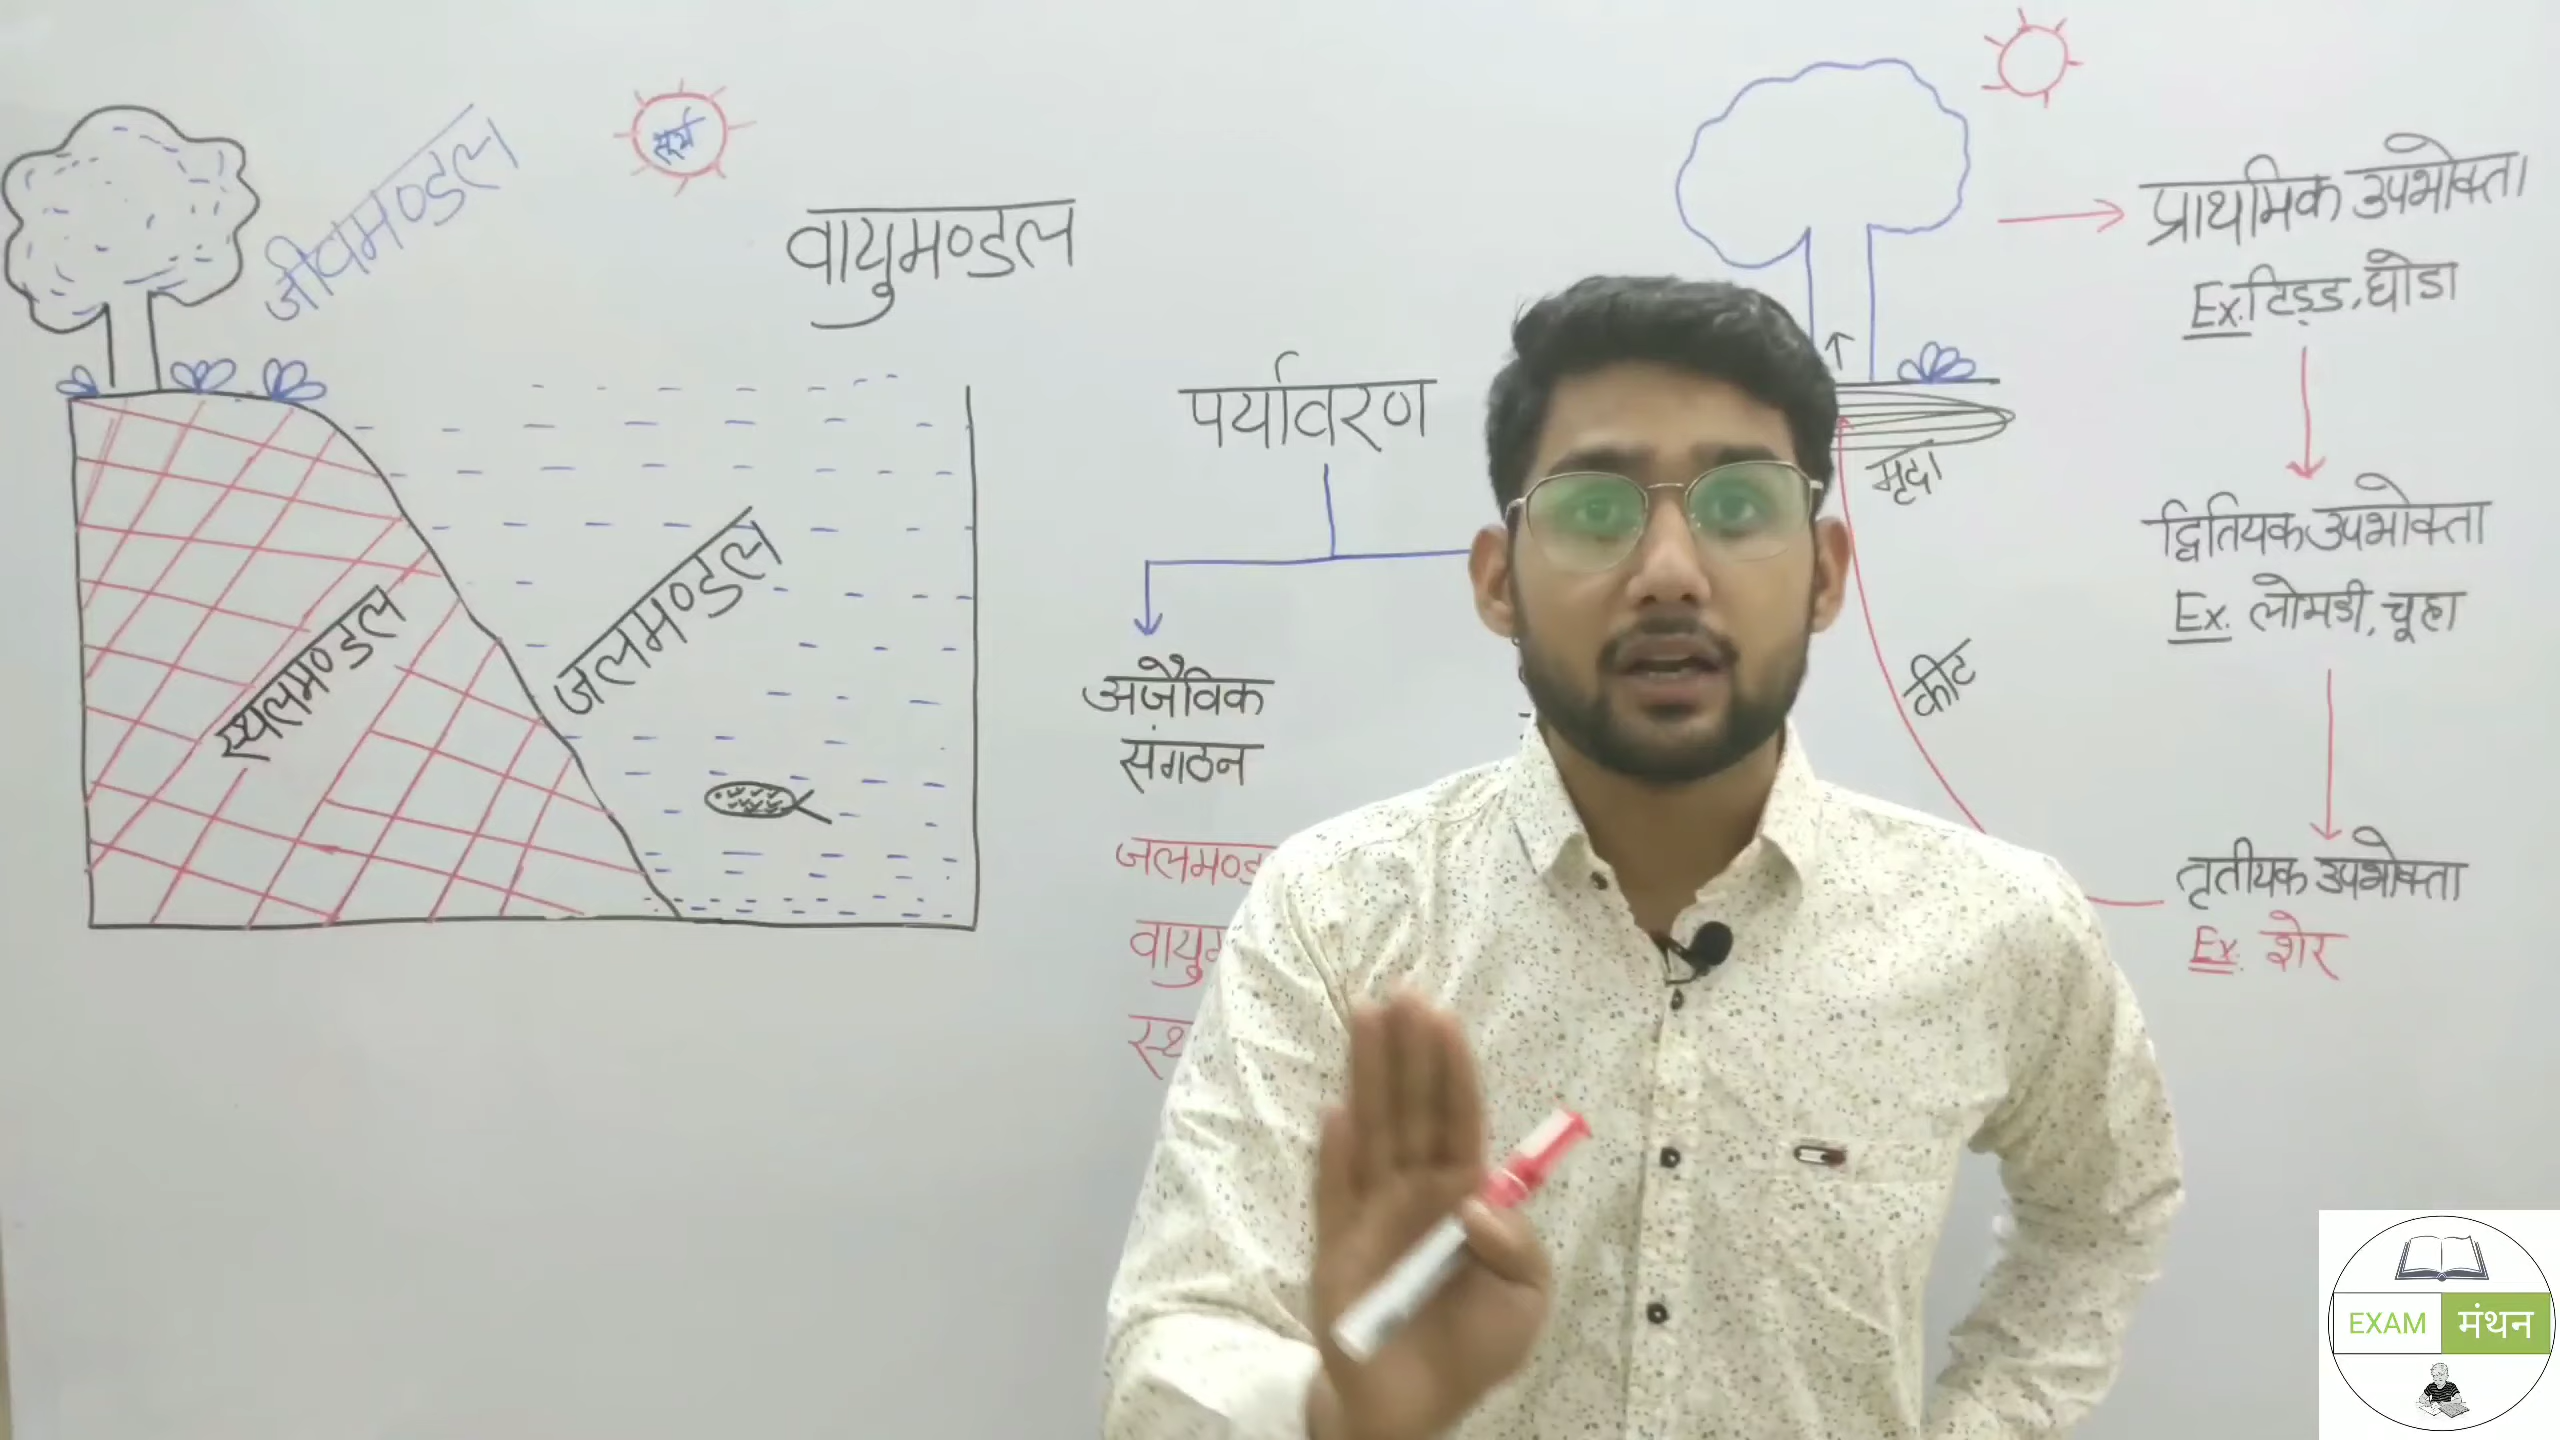 जीवमण्डल
सूर्य
वायुमण्डल
स्थलमण्डल
जलमण्डल
पर्यावरण
अजैविक
संगठन
जलमण्ड
वायुम
स्थ
मृदा
कीट
प्राथमिक उपभोक्ता
Ex. टिड्ड, घोडा
द्वितियक उपभोक्ता
Ex. लोमडी, चूहा
तृतीयक उपभोक्ता
Ex. शेर
EXAM मंथन